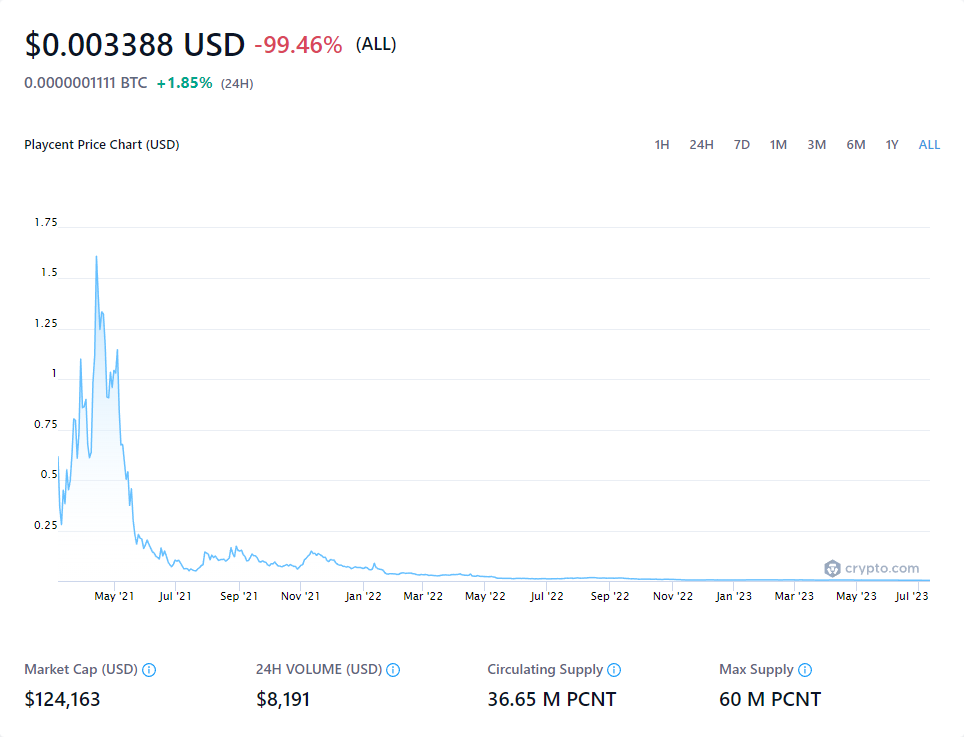 $0.003388 USD -99.46% (ALL)
0.0000001111 BTC +1.85% (24H)
Playcent Price Chart (USD) 1H 24H 7D 1M 3M 6M 1Y ALL
1.75
1.5
1.25
1
0.75
0.5
0.25
crypto.com
May '21 Jul '21 Sep '21 Nov '21 Jan '22 Mar '22 May '22 Jul '22 Sep '22 Nov '22 Jan '23 Mar '23 May '23 Jul '23
Market Cap (USD) 24H VOLUME (USD) Circulating Supply Max Supply
$124,163 $8,191 36.65 M PCNT 60 M PCNT